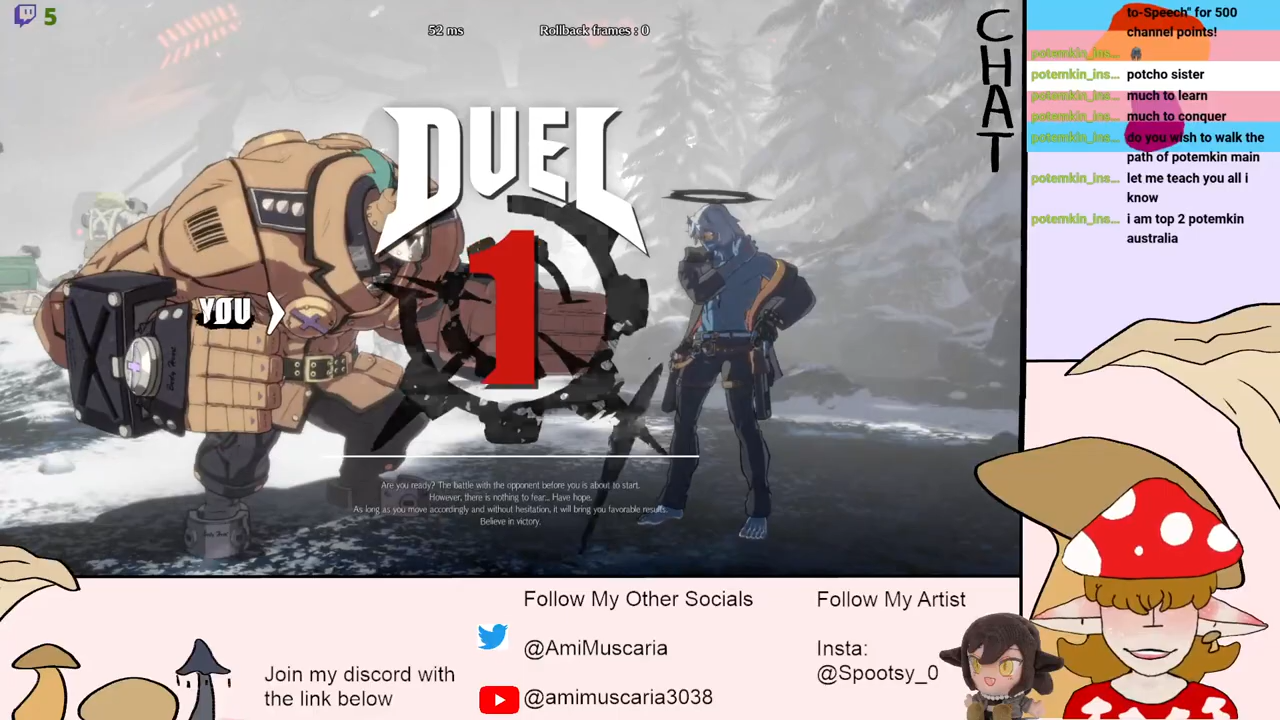 5
52 ms
Rollback frames : 0
DUEL
1
YOU
Are you ready? The battle with the opponent before you is about to start.
However, there is nothing to fear... Have hope.
As long as you move accordingly and without hesitation, it will bring you favorable results.
Believe in victory.
CHAT
to-Speech" for 500
channel points!
potemkin_ins...
potemkin_ins... potcho sister
potemkin_ins... much to learn
potemkin_ins... much to conquer
potemkin_ins... do you wish to walk the
path of potemkin main
potemkin_ins... let me teach you all i
know
potemkin_ins... i am top 2 potemkin
australia
Join my discord with
the link below
Follow My Other Socials
@AmiMuscaria
@amimuscaria3038
Follow My Artist
Insta:
@Spootsy_0